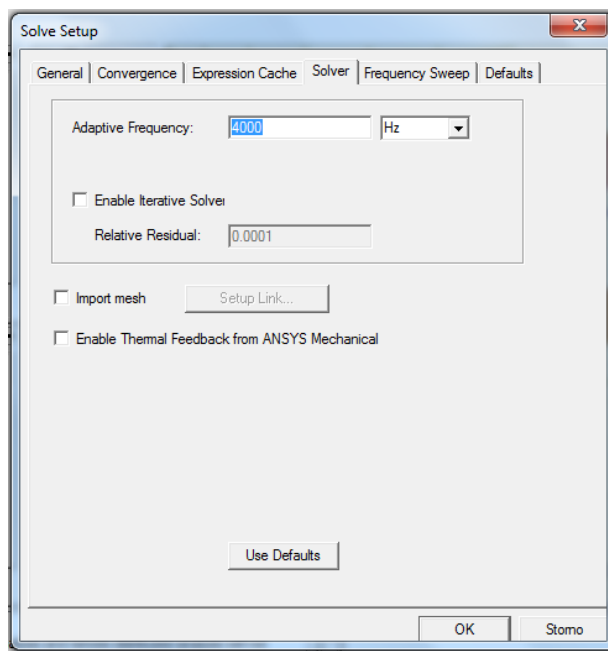 Solve Setup
General Convergence Expression Cache Solver Frequency Sweep Defaults
Adaptive Frequency: 4000 Hz
Enable Iterative Solver
Relative Residual: 0.0001
Import mesh Setup Link...
Enable Thermal Feedback from ANSYS Mechanical
Use Defaults
OK Stomo